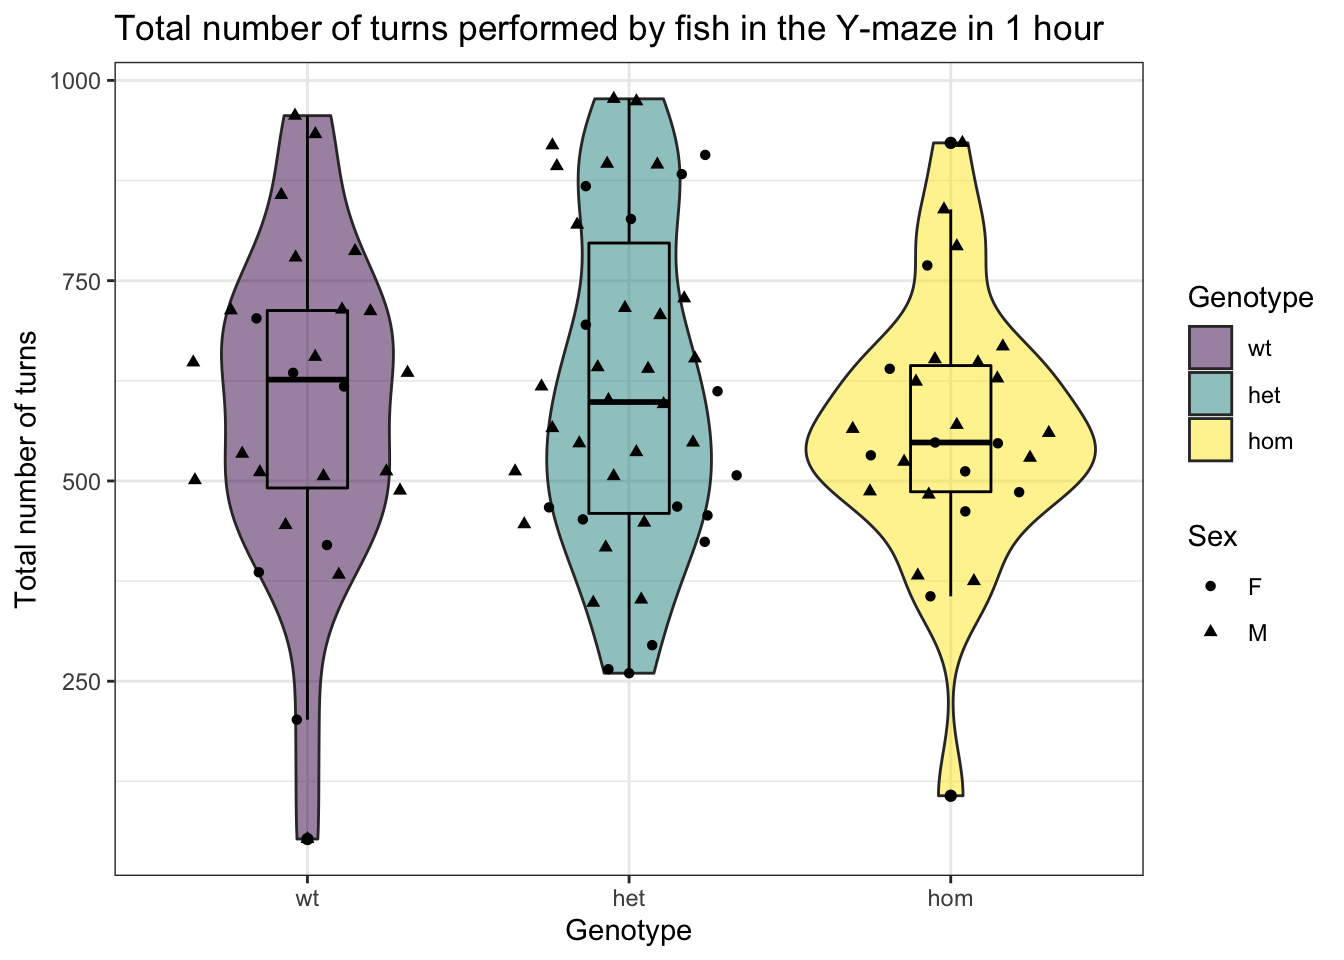 Total number of turns performed by fish in the Y-maze in 1 hour
Total number of turns
1000
750
500
250
wt
het
hom
Genotype
Genotype
wt
het
hom
Sex
F
M